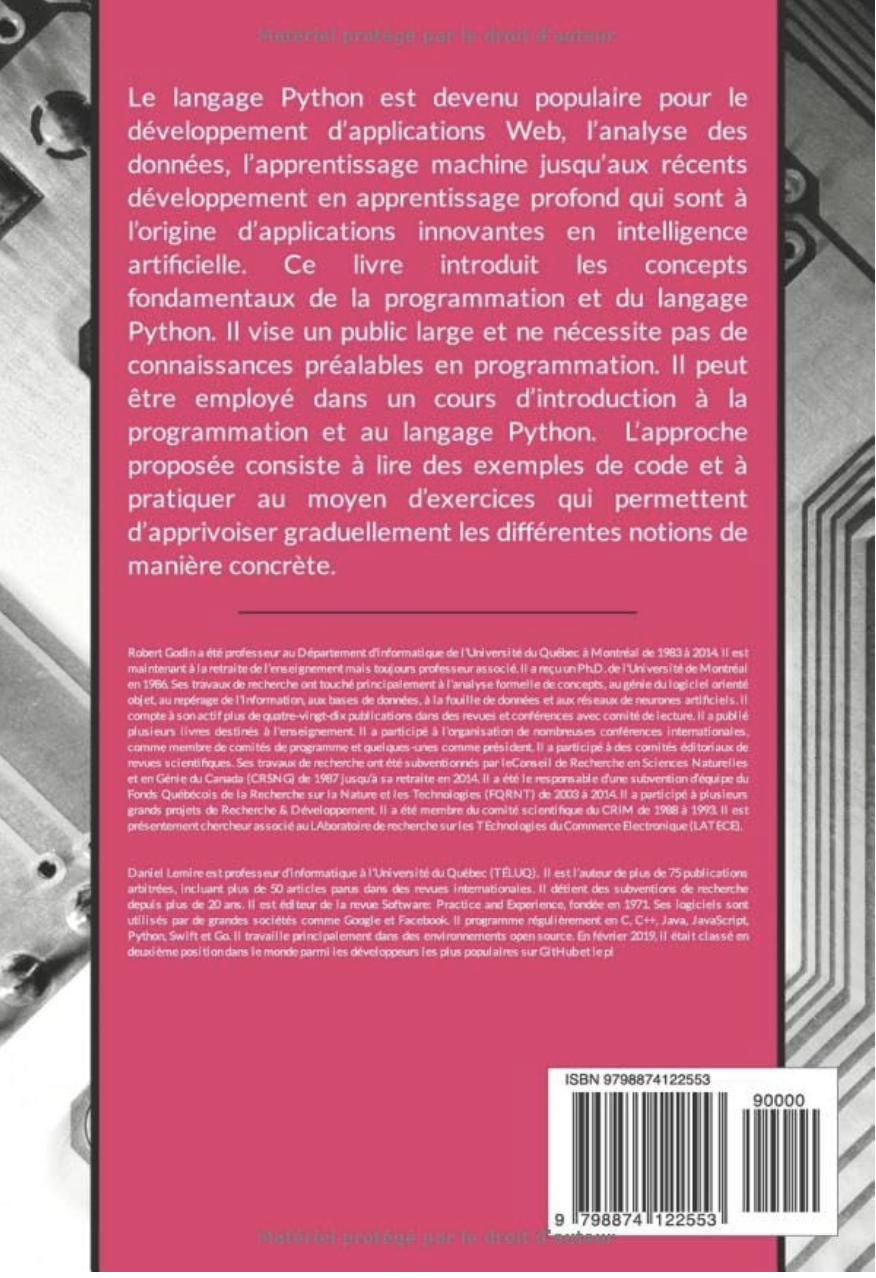 Matériel protégé par le droit d'auteur
Le langage Python est devenu populaire pour le
développement d'applications Web, l'analyse des
données, l'apprentissage machine jusqu'aux récents
développement en apprentissage profond qui sont à
l'origine d'applications innovantes en intelligence
artificielle. Ce livre introduit les concepts
fondamentaux de la programmation et du langage
Python. Il vise un public large et ne nécessite pas de
connaissances préalables en programmation. Il peut
être employé dans un cours d'introduction à la
programmation et au langage Python. L'approche
proposée consiste à lire des exemples de code et à
pratiquer au moyen d'exercices qui permettent
d'apprivoiser graduellement les différentes notions de
manière concrète.
Robert Godin a été professeur au Département d'informatique de l'Université du Québec à Montréal de 1983 à 2014. Il est
maintenant à la retraite de l'enseignement mais toujours professeur associé. Il a reçu un Ph.D. de l'Université de Montréal
en 1986. Ses travaux de recherche ont touché principalement à l'analyse formelle de concepts, au génie du logiciel orienté
objet, au repérage de l'information, aux bases de données, à la fouille de données et aux réseaux de neurones artificiels. Il
compte à son actif plus de quatre-vingt-dix publications dans des revues et conférences avec comité de lecture. Il a publié
plusieurs livres destinés à l'enseignement. Il a participé à l'organisation de nombreuses conférences internationales,
comme membre de comités de programme et quelques-unes comme président. Il a participé à des comités éditoriaux de
revues scientifiques. Ses travaux de recherche ont été subventionnés par leConseil de Recherche en Sciences Naturelles
et en Génie du Canada (CRSNG) de 1987 jusqu'à sa retraite en 2014. Il a été le responsable d'une subvention d'équipe du
Fonds Québécois de la Recherche sur la Nature et les Technologies (FQRNT) de 2003 à 2014. Il a participé à plusieurs
grands projets de Recherche & Développement. Il a été membre du comité scientifique du CRIM de 1988 à 1993. Il est
présentement chercheur associé au LAboratoire de recherche sur les TEchnologies du Commerce Electronique (LATECE).
Daniel Lemire est professeur d'informatique à l'Université du Québec (TÉLUQ). Il est l'auteur de plus de 75 publications
arbitrées, incluant plus de 50 articles parus dans des revues internationales. Il détient des subventions de recherche
depuis plus de 20 ans. Il est éditeur de la revue Software: Practice and Experience, fondée en 1971. Ses logiciels sont
utilisés par de grandes sociétés comme Google et Facebook. Il programme régulièrement en C, C++, Java, JavaScript,
Python, Swift et Go. Il travaille principalement dans des environnements open source. En février 2019, il était classé en
deuxième position dans le monde parmi les développeurs les plus populaires sur GitHub et le pl
ISBN 9798874122553
90000
9 798874 122553
Matériel protégé par le droit d'auteur